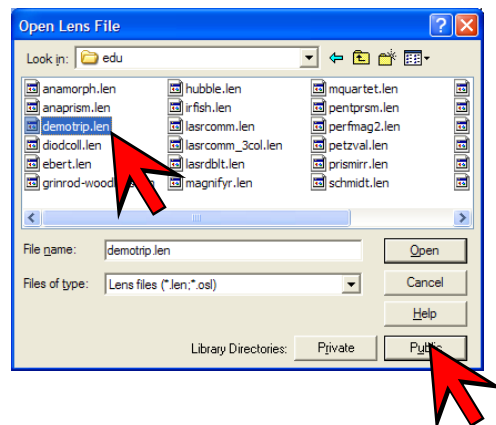 Open Lens File
Look in: edu
anamorph.len hubble.len mquartet.len
anaprism.len irfish.len pentprsm.len
demotrip.len lasrcomm.len perfmag2.len
diodcoll.len lasrcomm_3col.len petzval.len
ebert.len lasrdblt.len prismirr.len
magnifyr.len schmidt.len
File name: demotrip.len Open
Files of type: Lens files (*.len;*.osl) Cancel
Help
Library Directories: Private